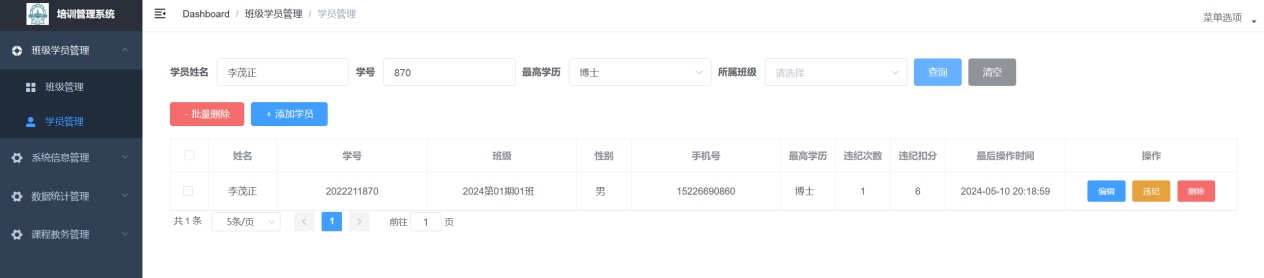 培训管理系统
Dashboard / 班级学员管理 / 学员管理
菜单选项
班级学员管理
班级管理
学员管理
系统信息管理
数据统计管理
课程教务管理
学员姓名 李茂正 学号 870 最高学历 博士 所属班级 请选择 查询 清空
- 批量删除 + 添加学员
姓名 学号 班级 性别 手机号 最高学历 违纪次数 违纪扣分 最后操作时间 操作
李茂正 2022211870 2024第01期01班 男 15226690860 博士 1 6 2024-05-10 20:18:59 编辑 违纪 删除
共 1 条 5条/页 < 1 > 前往 1 页